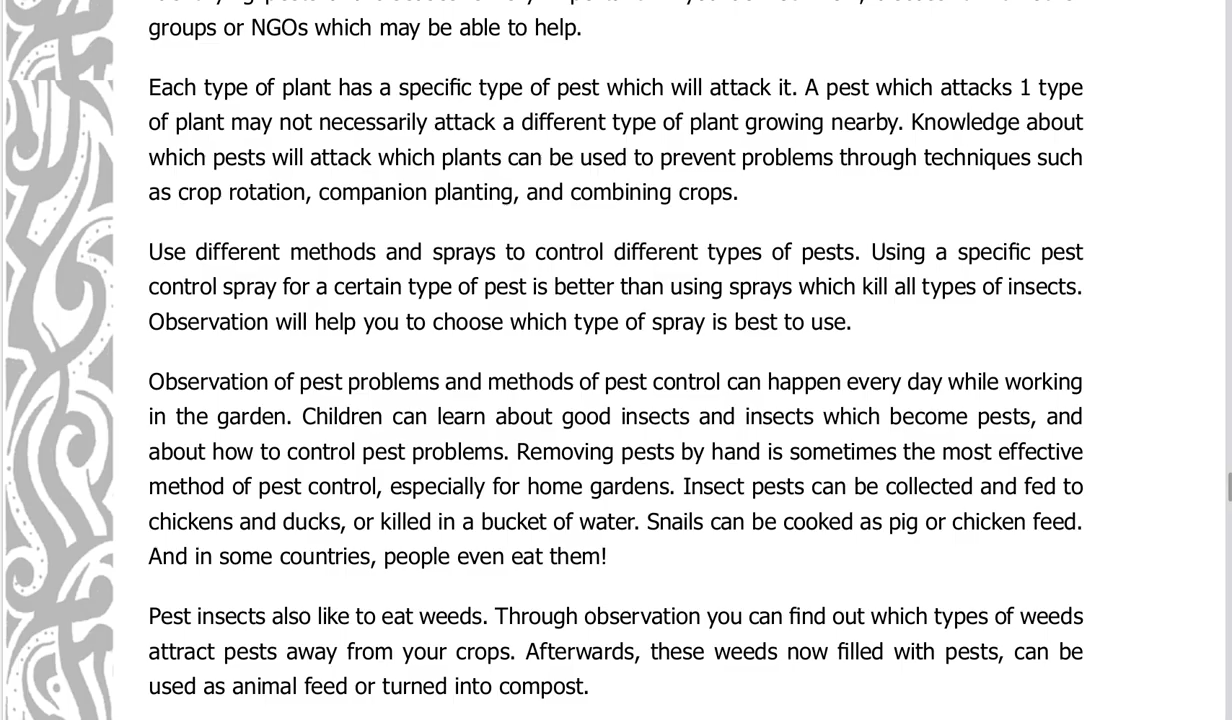 groups or NGOs which may be able to help.
Each type of plant has a specific type of pest which will attack it. A pest which attacks 1 type
of plant may not necessarily attack a different type of plant growing nearby. Knowledge about
which pests will attack which plants can be used to prevent problems through techniques such
as crop rotation, companion planting, and combining crops.
Use different methods and sprays to control different types of pests. Using a specific pest
control spray for a certain type of pest is better than using sprays which kill all types of insects.
Observation will help you to choose which type of spray is best to use.
Observation of pest problems and methods of pest control can happen every day while working
in the garden. Children can learn about good insects and insects which become pests, and
about how to control pest problems. Removing pests by hand is sometimes the most effective
method of pest control, especially for home gardens. Insect pests can be collected and fed to
chickens and ducks, or killed in a bucket of water. Snails can be cooked as pig or chicken feed.
And in some countries, people even eat them!
Pest insects also like to eat weeds. Through observation you can find out which types of weeds
attract pests away from your crops. Afterwards, these weeds now filled with pests, can be
used as animal feed or turned into compost.